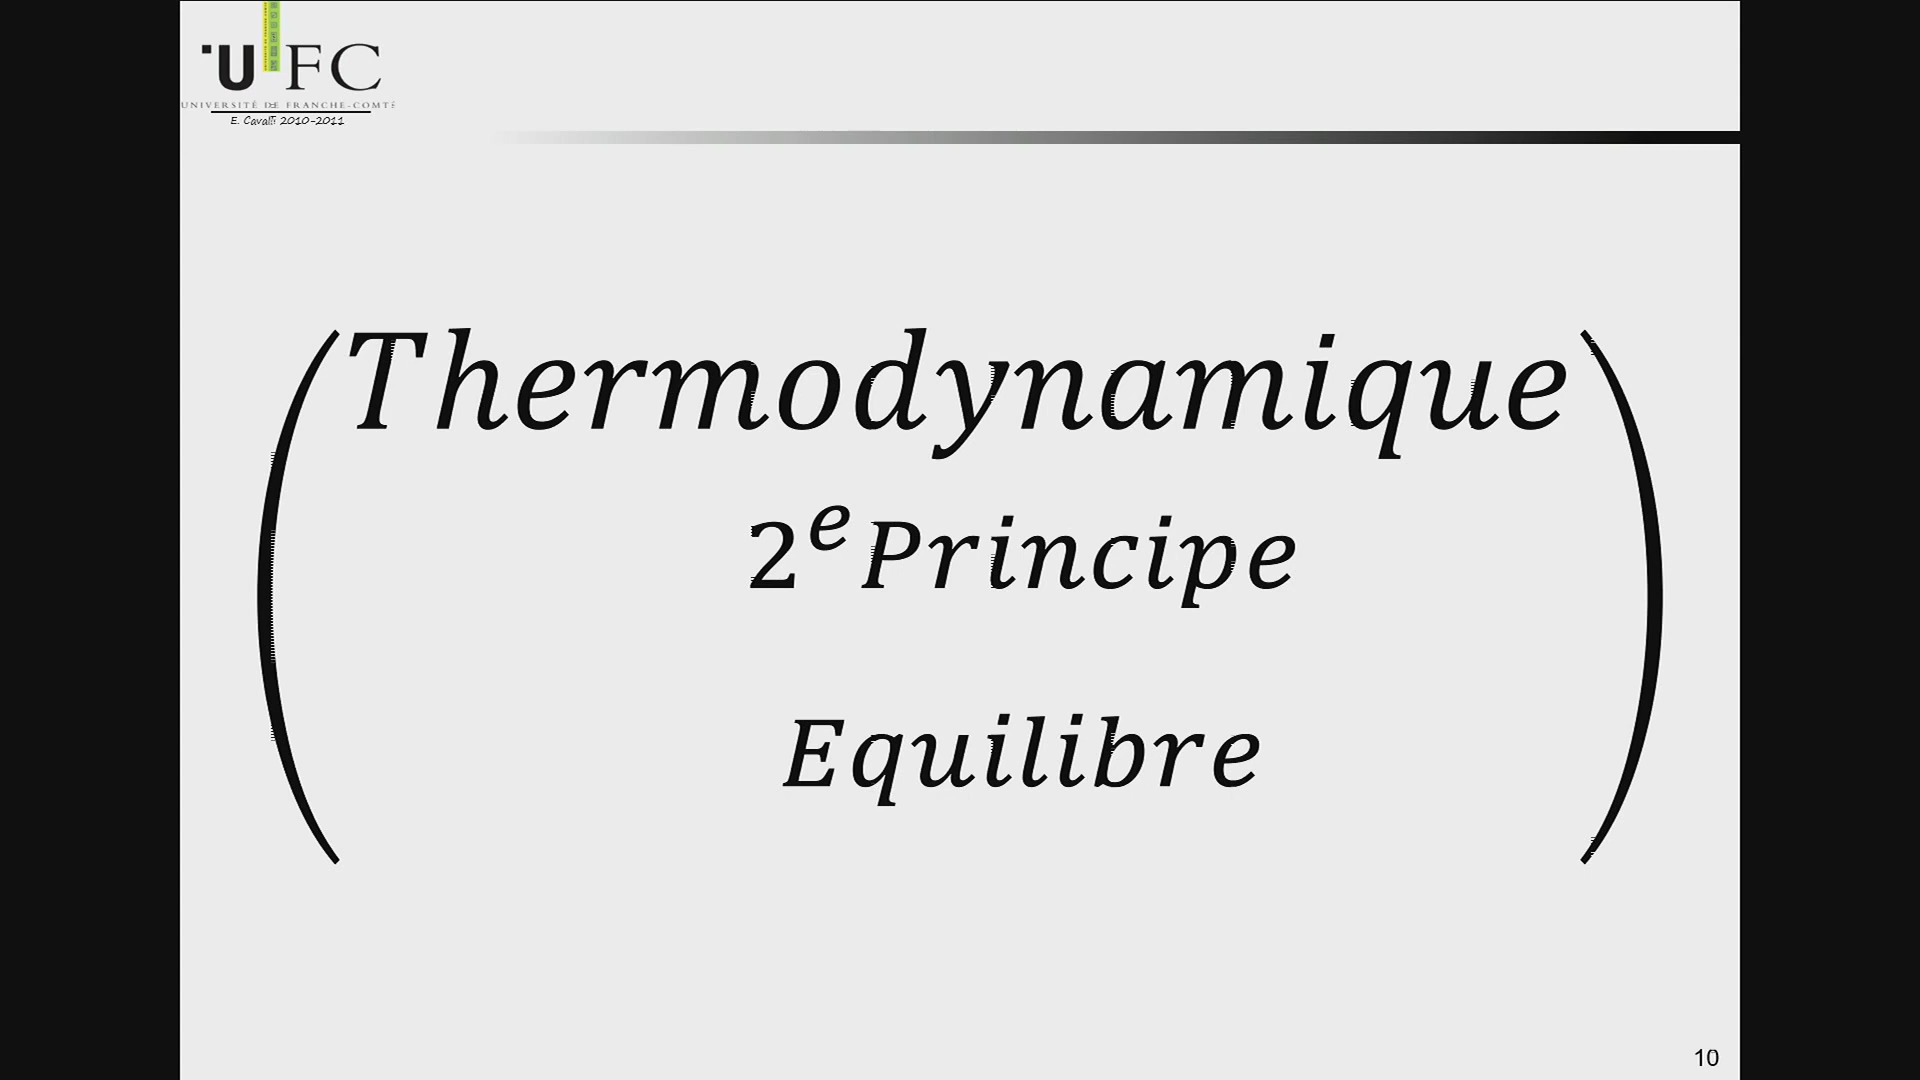 UFC
UNIVERSITÉ DE FRANCHE-COMTÉ
E. Cavalli 2010-2011
(Thermodynamique
2e Principe
Equilibre)
10